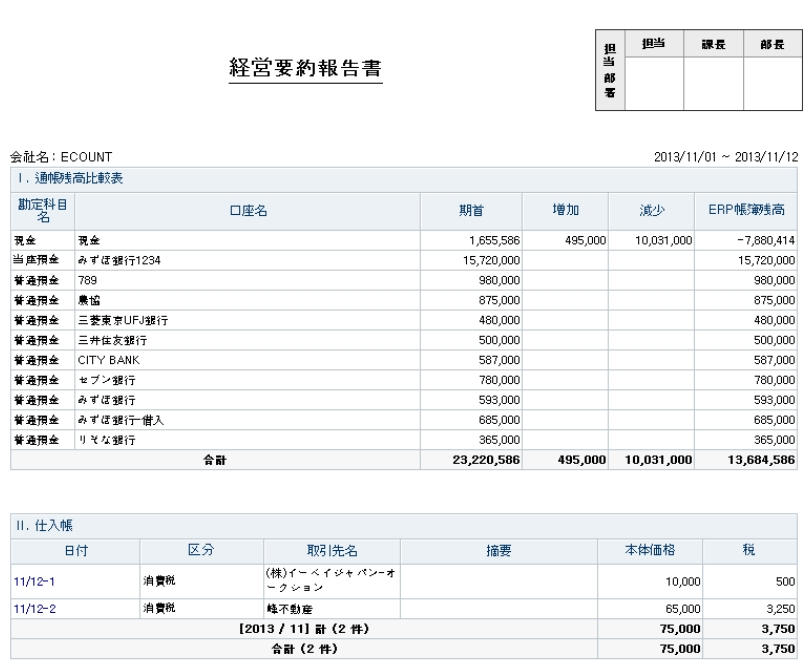 経営要約報告書
担当部署 担当 課長 部長
会社名 : ECOUNT 2013/11/01 ~ 2013/11/12
I. 通帳残高比較表
勘定科目名 口座名 期首 増加 減少 ERP帳簿残高
現金 現金 1,655,586 495,000 10,031,000 -7,880,414
当座預金 みずほ銀行1234 15,720,000 15,720,000
普通預金 789 980,000 980,000
普通預金 農協 875,000 875,000
普通預金 三菱東京UFJ銀行 480,000 480,000
普通預金 三井住友銀行 500,000 500,000
普通預金 CITY BANK 587,000 587,000
普通預金 セブン銀行 780,000 780,000
普通預金 みずほ銀行 593,000 593,000
普通預金 みずほ銀行-借入 685,000 685,000
普通預金 りそな銀行 365,000 365,000
合計 23,220,586 495,000 10,031,000 13,684,586
II. 仕入帳
日付 区分 取引先名 摘要 本体価格 税
11/12-1 消費税 (株)イーベイジャパン-オークション 10,000 500
11/12-2 消費税 峰不動産 65,000 3,250
[2013 / 11] 計 (2 件) 75,000 3,750
合計 (2 件) 75,000 3,750